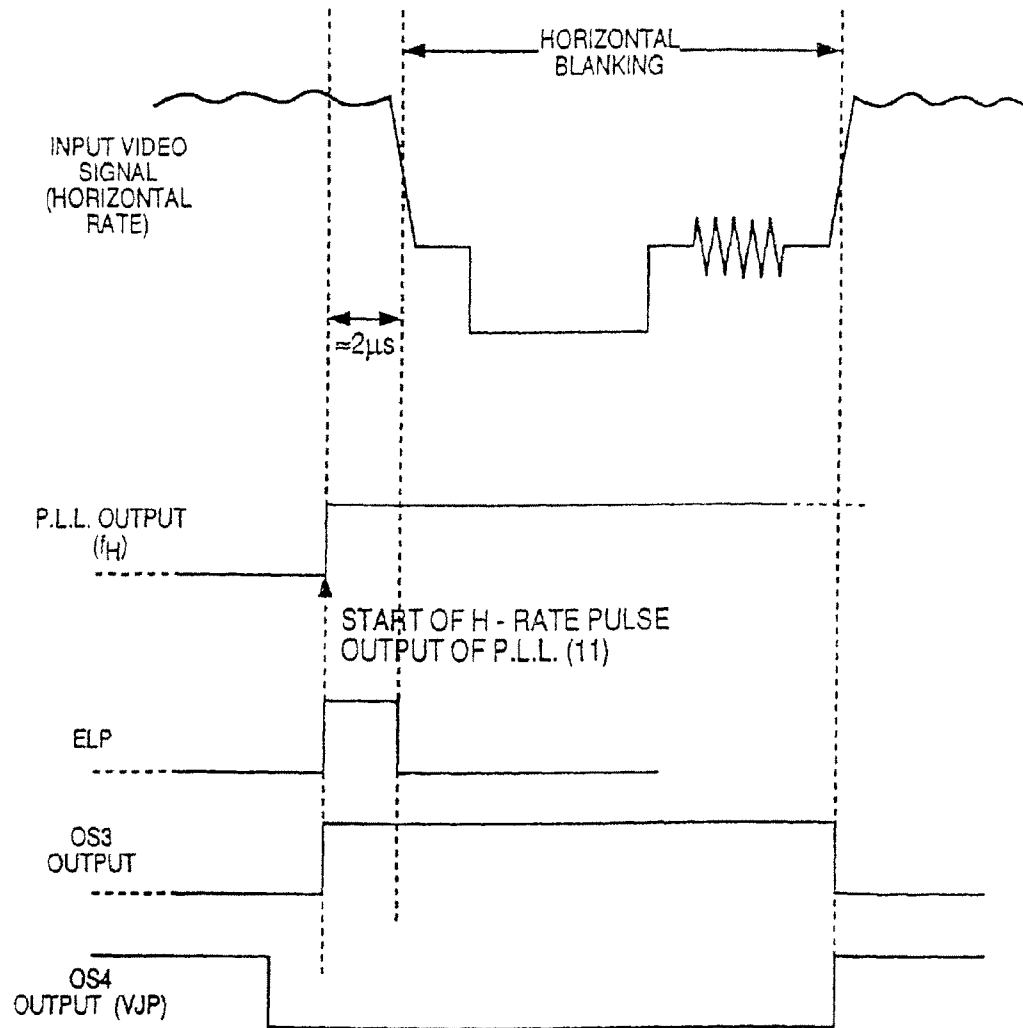 HORIZONTAL
BLANKING
INPUT VIDEO
SIGNAL
(HORIZONTAL
RATE)
≈2μs
P.L.L. OUTPUT
(fH)
START OF H - RATE PULSE
OUTPUT OF P.L.L. (11)
ELP
OS3
OUTPUT
OS4
OUTPUT (VJP)